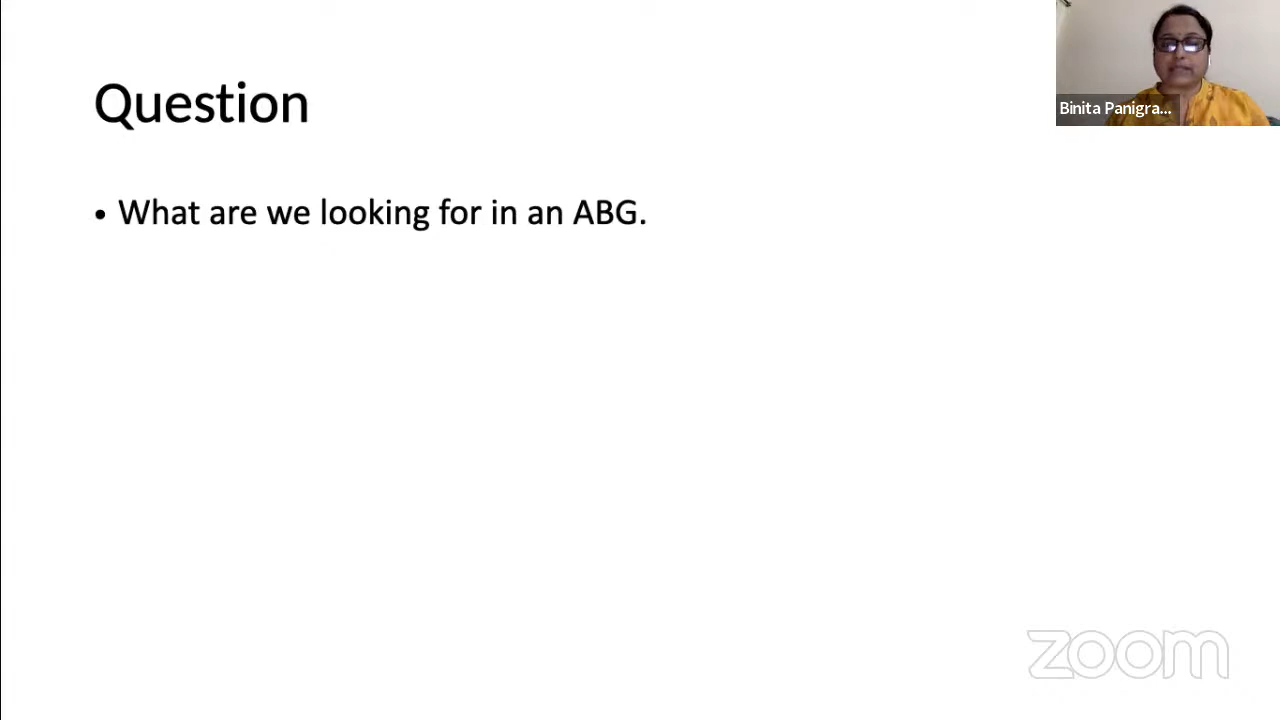 Question
Binita Panigra...
• What are we looking for in an ABG.
zoom